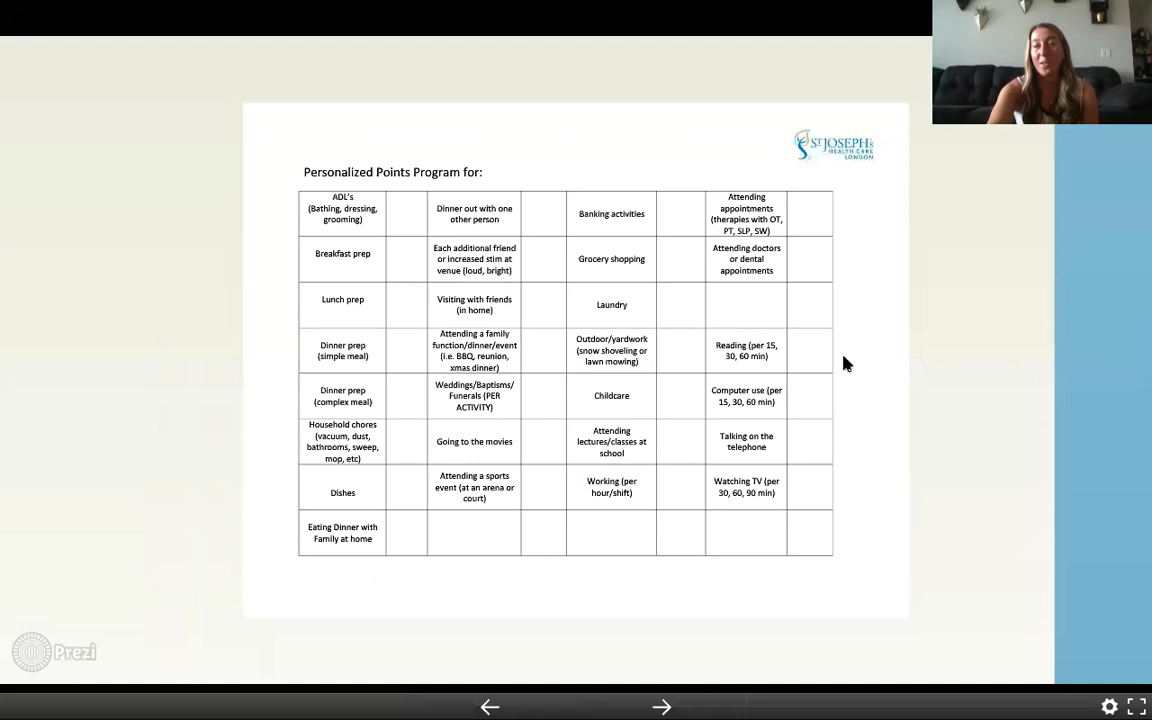 ST JOSEPH'S
HEALTH CARE
LONDON
Personalized Points Program for:
ADL's
(Bathing, dressing,
grooming)
Dinner out with one
other person
Banking activities
Attending
appointments
(therapies with OT,
PT, SLP, SW)
Breakfast prep
Each additional friend
or increased stim at
venue (loud, bright)
Grocery shopping
Attending doctors
or dental
appointments
Lunch prep
Visiting with friends
(in home)
Laundry
Dinner prep
(simple meal)
Attending a family
function/dinner/event
(i.e. BBQ, reunion,
xmas dinner)
Outdoor/yardwork
(snow shoveling or
lawn mowing)
Reading (per 15,
30, 60 min)
Dinner prep
(complex meal)
Weddings/Baptisms/
Funerals (PER
ACTIVITY)
Childcare
Computer use (per
15, 30, 60 min)
Household chores
(vacuum, dust,
bathrooms, sweep,
mop, etc)
Going to the movies
Attending
lectures/classes at
school
Talking on the
telephone
Dishes
Attending a sports
event (at an arena or
court)
Working (per
hour/shift)
Watching TV (per
30, 60, 90 min)
Eating Dinner with
Family at home
Prezi